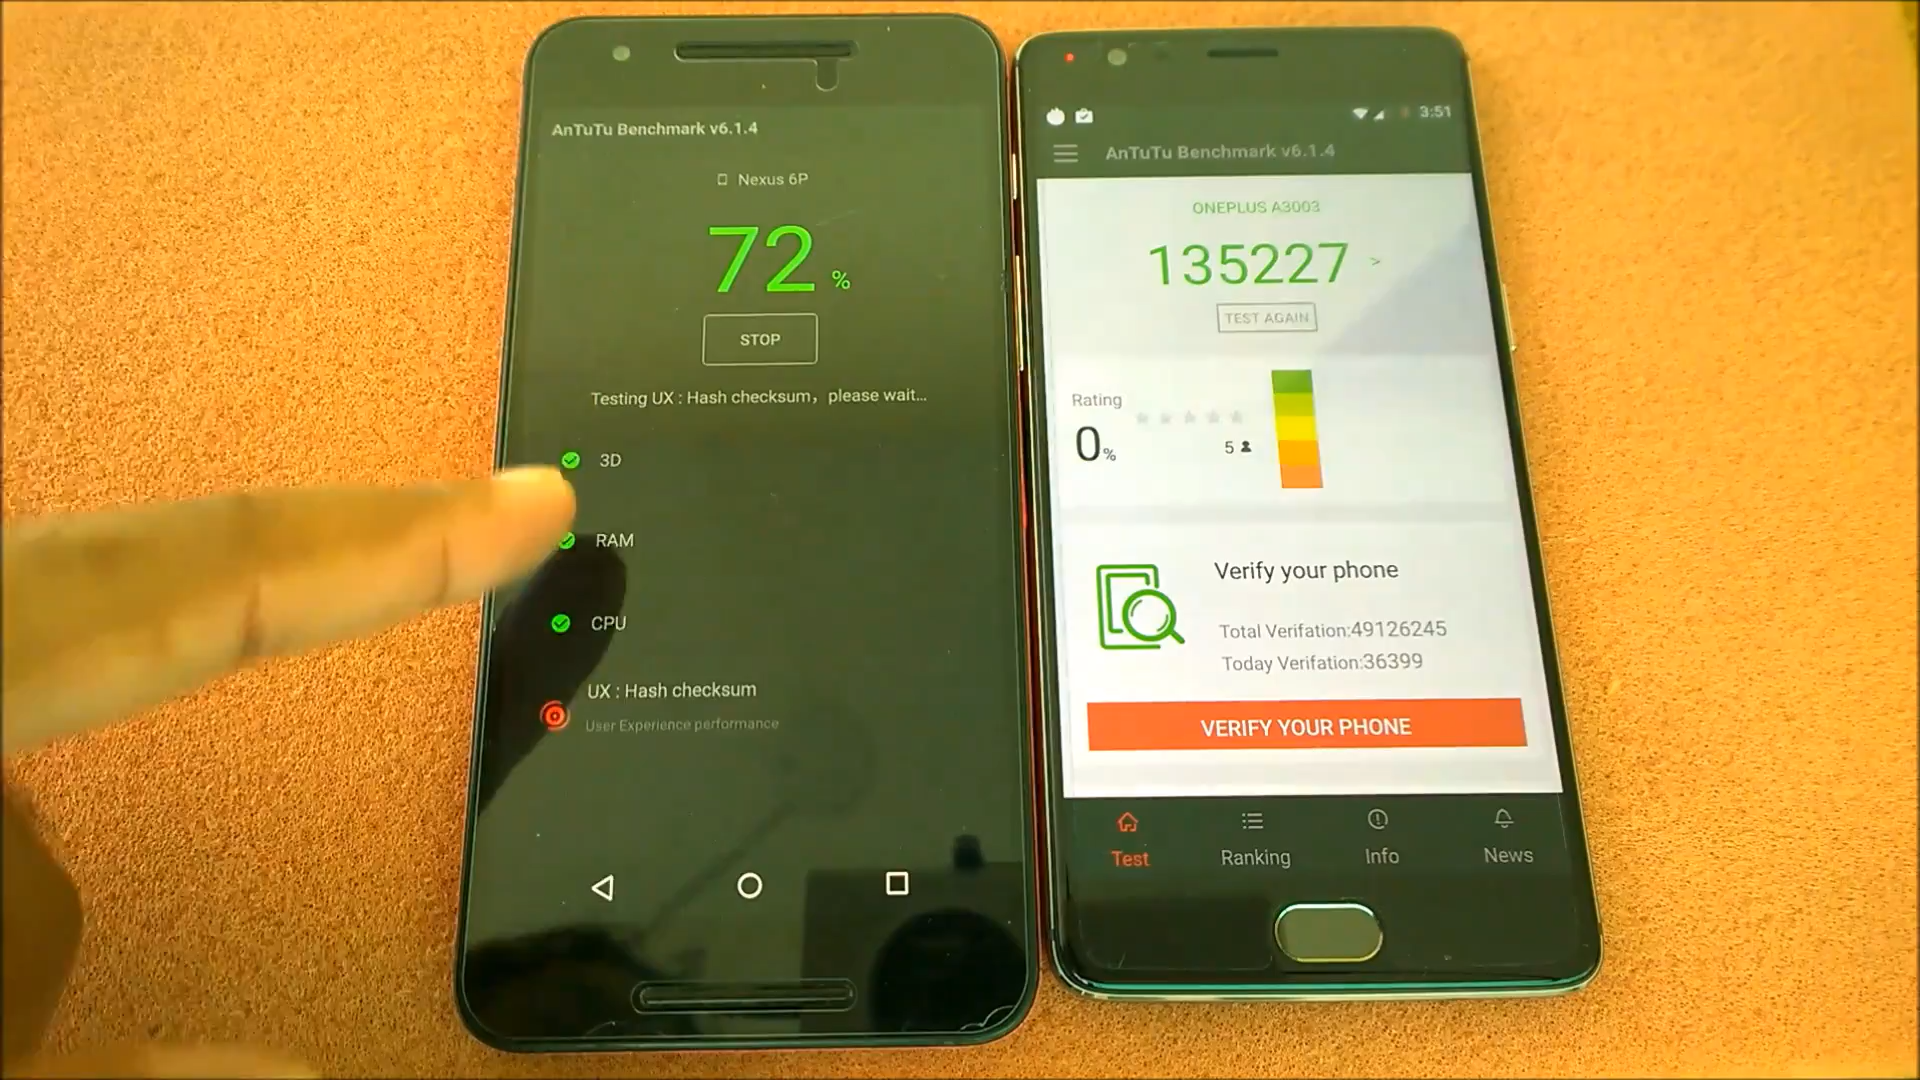 AnTuTu Benchmark v6.1.4
Nexus 6P
72 %
STOP
Testing UX : Hash checksum, please wait...
3D
RAM
CPU
UX : Hash checksum
User Experience performance
3:51
AnTuTu Benchmark v6.1.4
ONEPLUS A3003
135227 >
TEST AGAIN
Rating
0%
5
Verify your phone
Total Verifation:49126245
Today Verifation:36399
VERIFY YOUR PHONE
Test
Ranking
Info
News